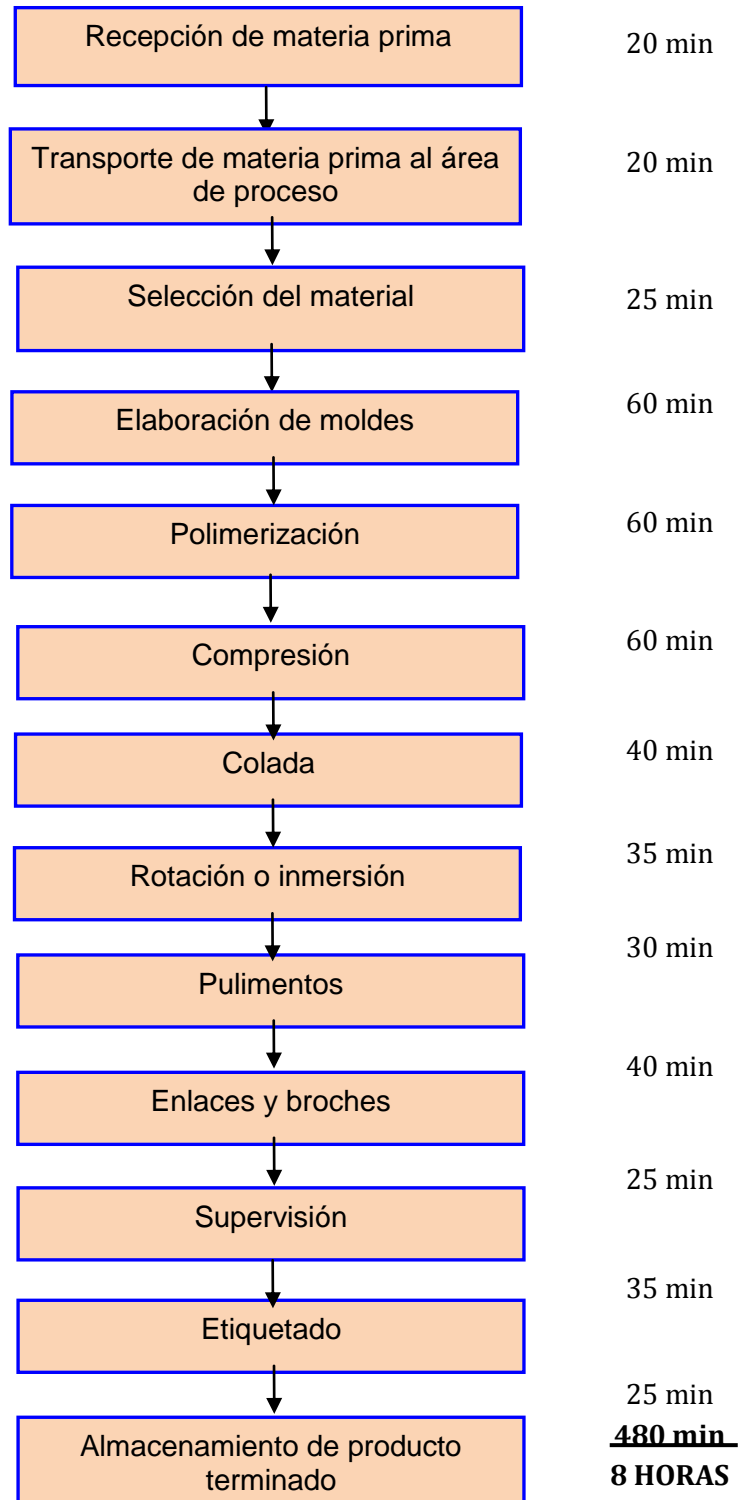 Recepción de materia prima
20 min
Transporte de materia prima al área
de proceso
20 min
Selección del material
25 min
Elaboración de moldes
60 min
Polimerización
60 min
Compresión
60 min
Colada
40 min
Rotación o inmersión
35 min
Pulimentos
30 min
Enlaces y broches
40 min
Supervisión
25 min
Etiquetado
35 min
Almacenamiento de producto
terminado
25 min
480 min
8 HORAS